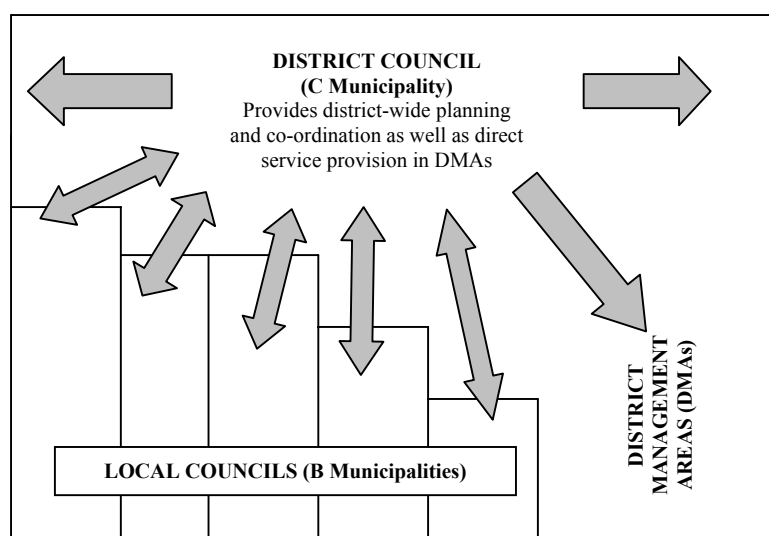 DISTRICT COUNCIL
(C Municipality)
Provides district-wide planning
and co-ordination as well as direct
service provision in DMAs
DISTRICT
MANAGEMENT
AREAS (DMAs)
LOCAL COUNCILS (B Municipalities)